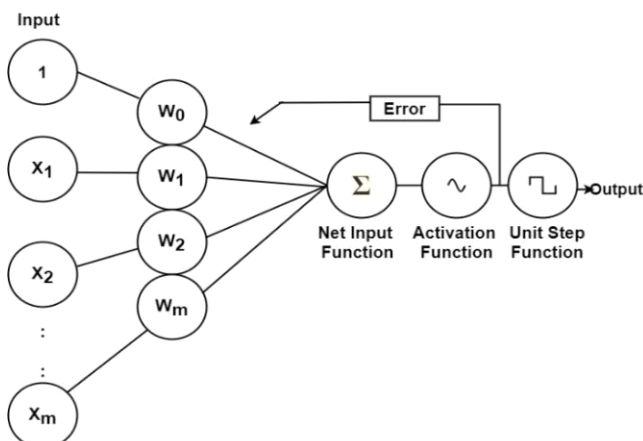 Input
1
W0
X1
W1
X2
W2
Wm
:
:
Xm
Error
Σ
Net Input
Function
Activation
Function
Unit Step
Function
Output